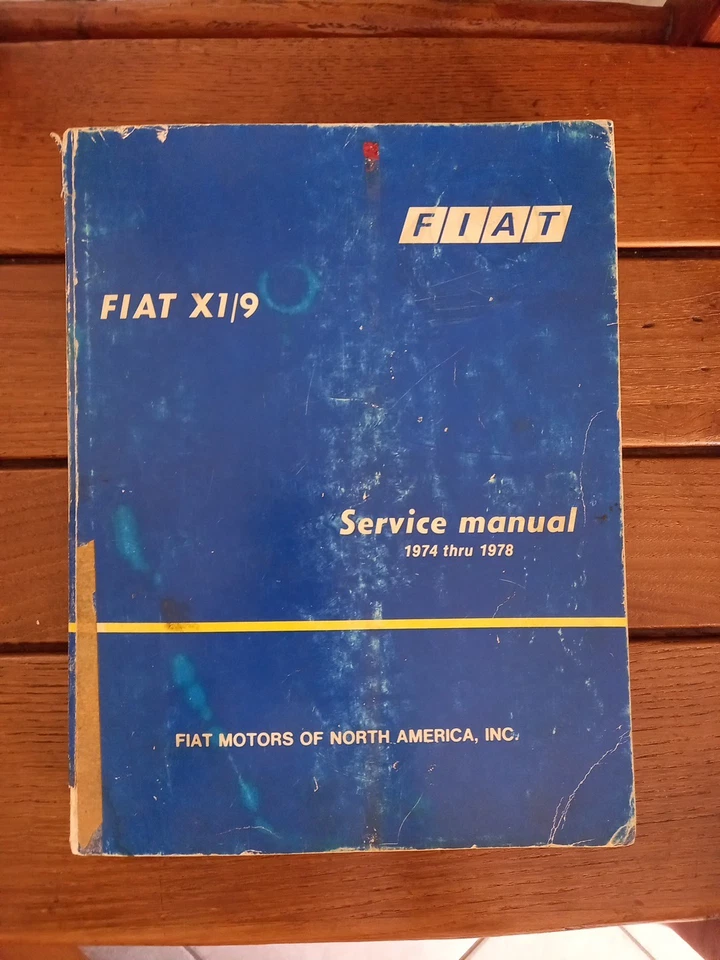 FIAT
FIAT X1/9
Service manual
1974 thru 1978
FIAT MOTORS OF NORTH AMERICA, INC.